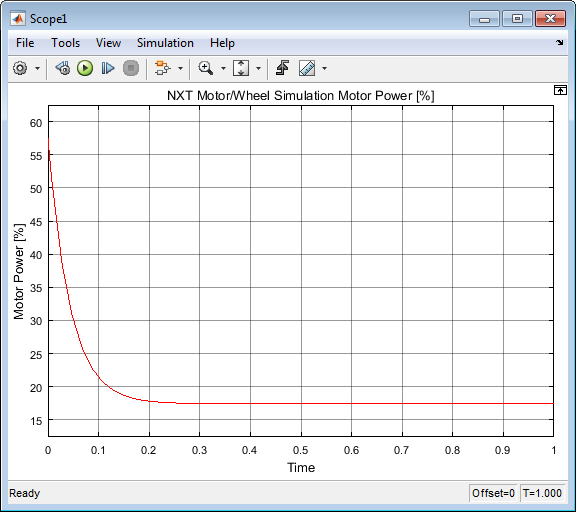 Scope1
File Tools View Simulation Help
NXT Motor/Wheel Simulation Motor Power [%]
60
55
50
45
40
35
30
25
20
15
Motor Power [%]
0 0.1 0.2 0.3 0.4 0.5 0.6 0.7 0.8 0.9 1
Time
Ready Offset=0 T=1.000